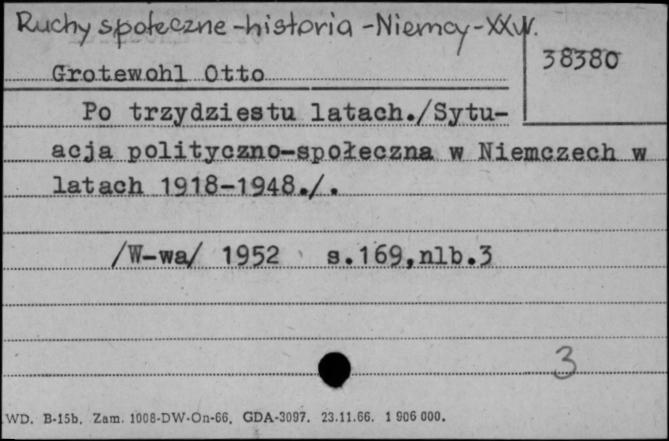 Ruchy społeczne - historia - Niemcy - XX w.
38380
Grotewohl Otto
Po trzydziestu latach./Sytu-
acja polityczno-społeczna w Niemczech w
latach 1918-1948./.
/W-wa/ 1952 s.169,nlb.3
3
WD. B-15b. Zam. 1008-DW-On-66. GDA-3097. 23.11.66. 1 906 000.